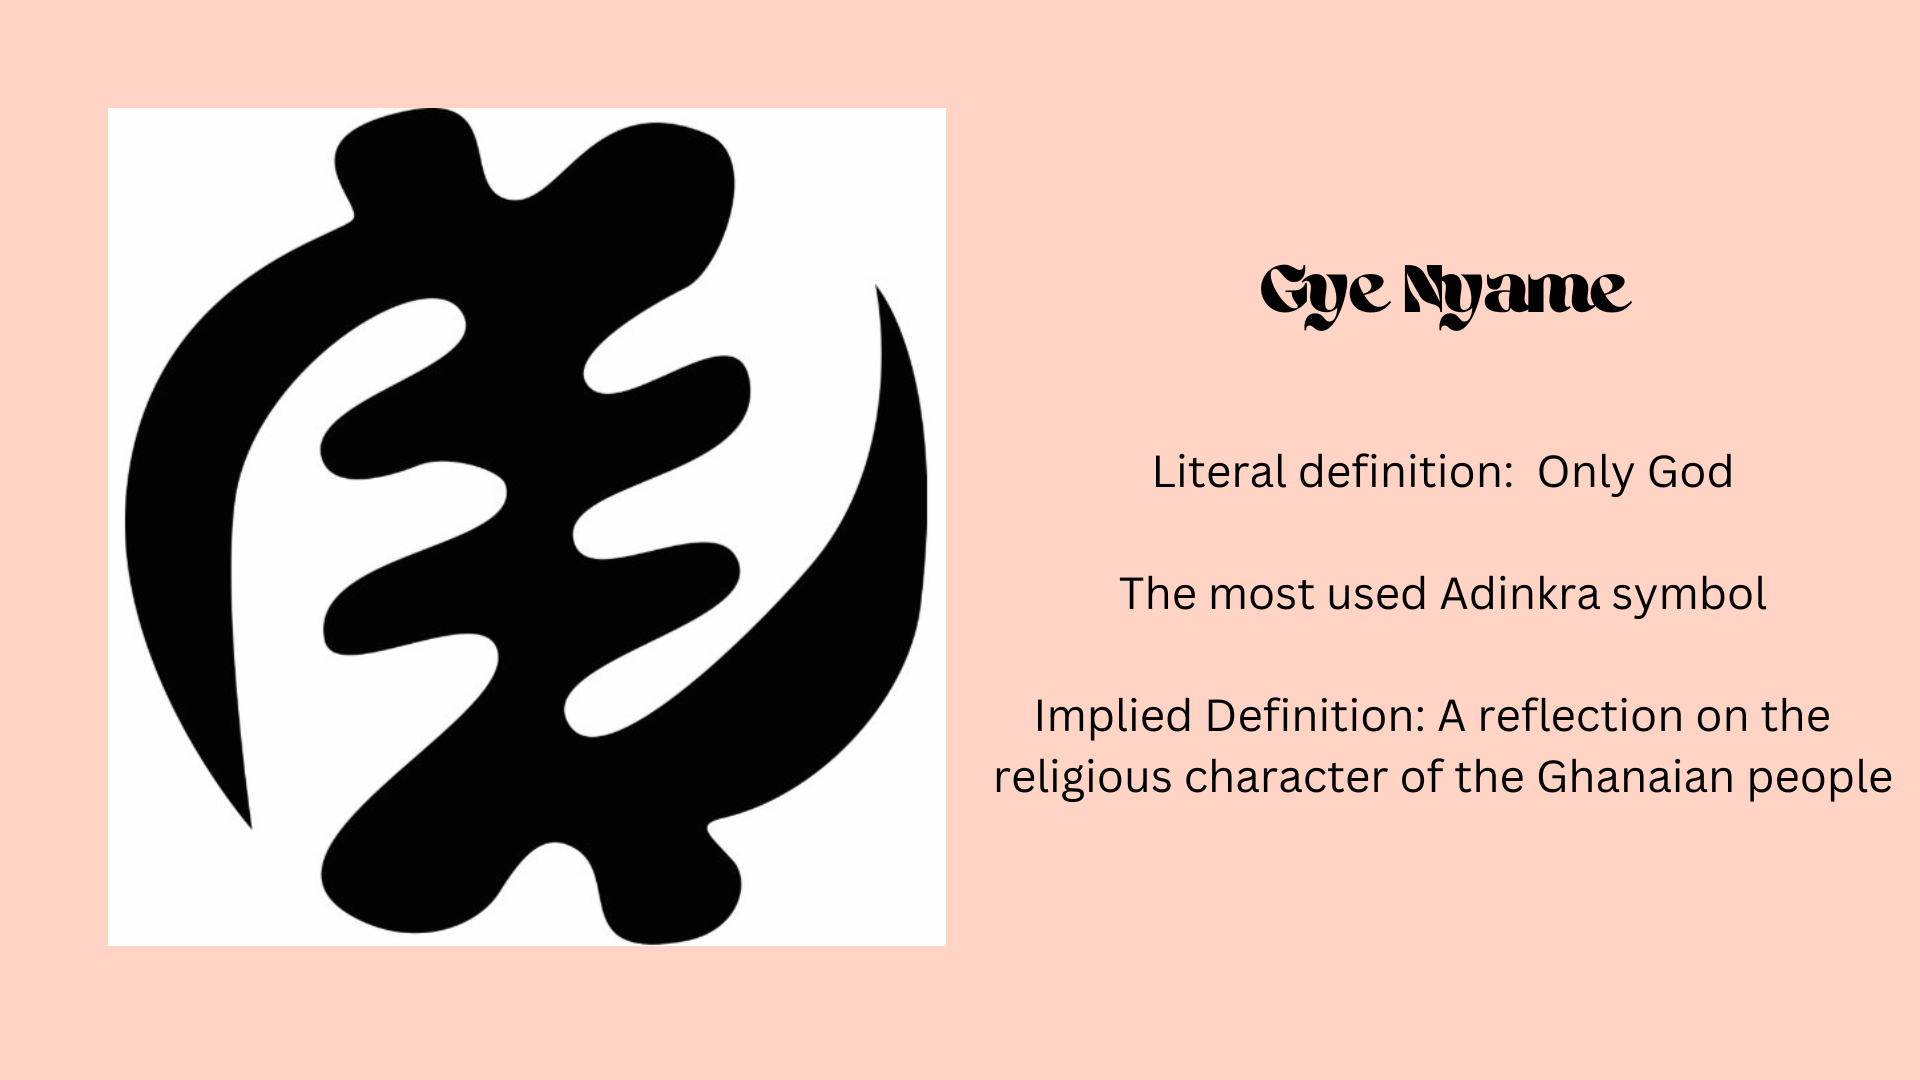 Gye Nyame
Literal definition:  Only God
The most used Adinkra symbol
Implied Definition: A reflection on the
religious character of the Ghanaian people